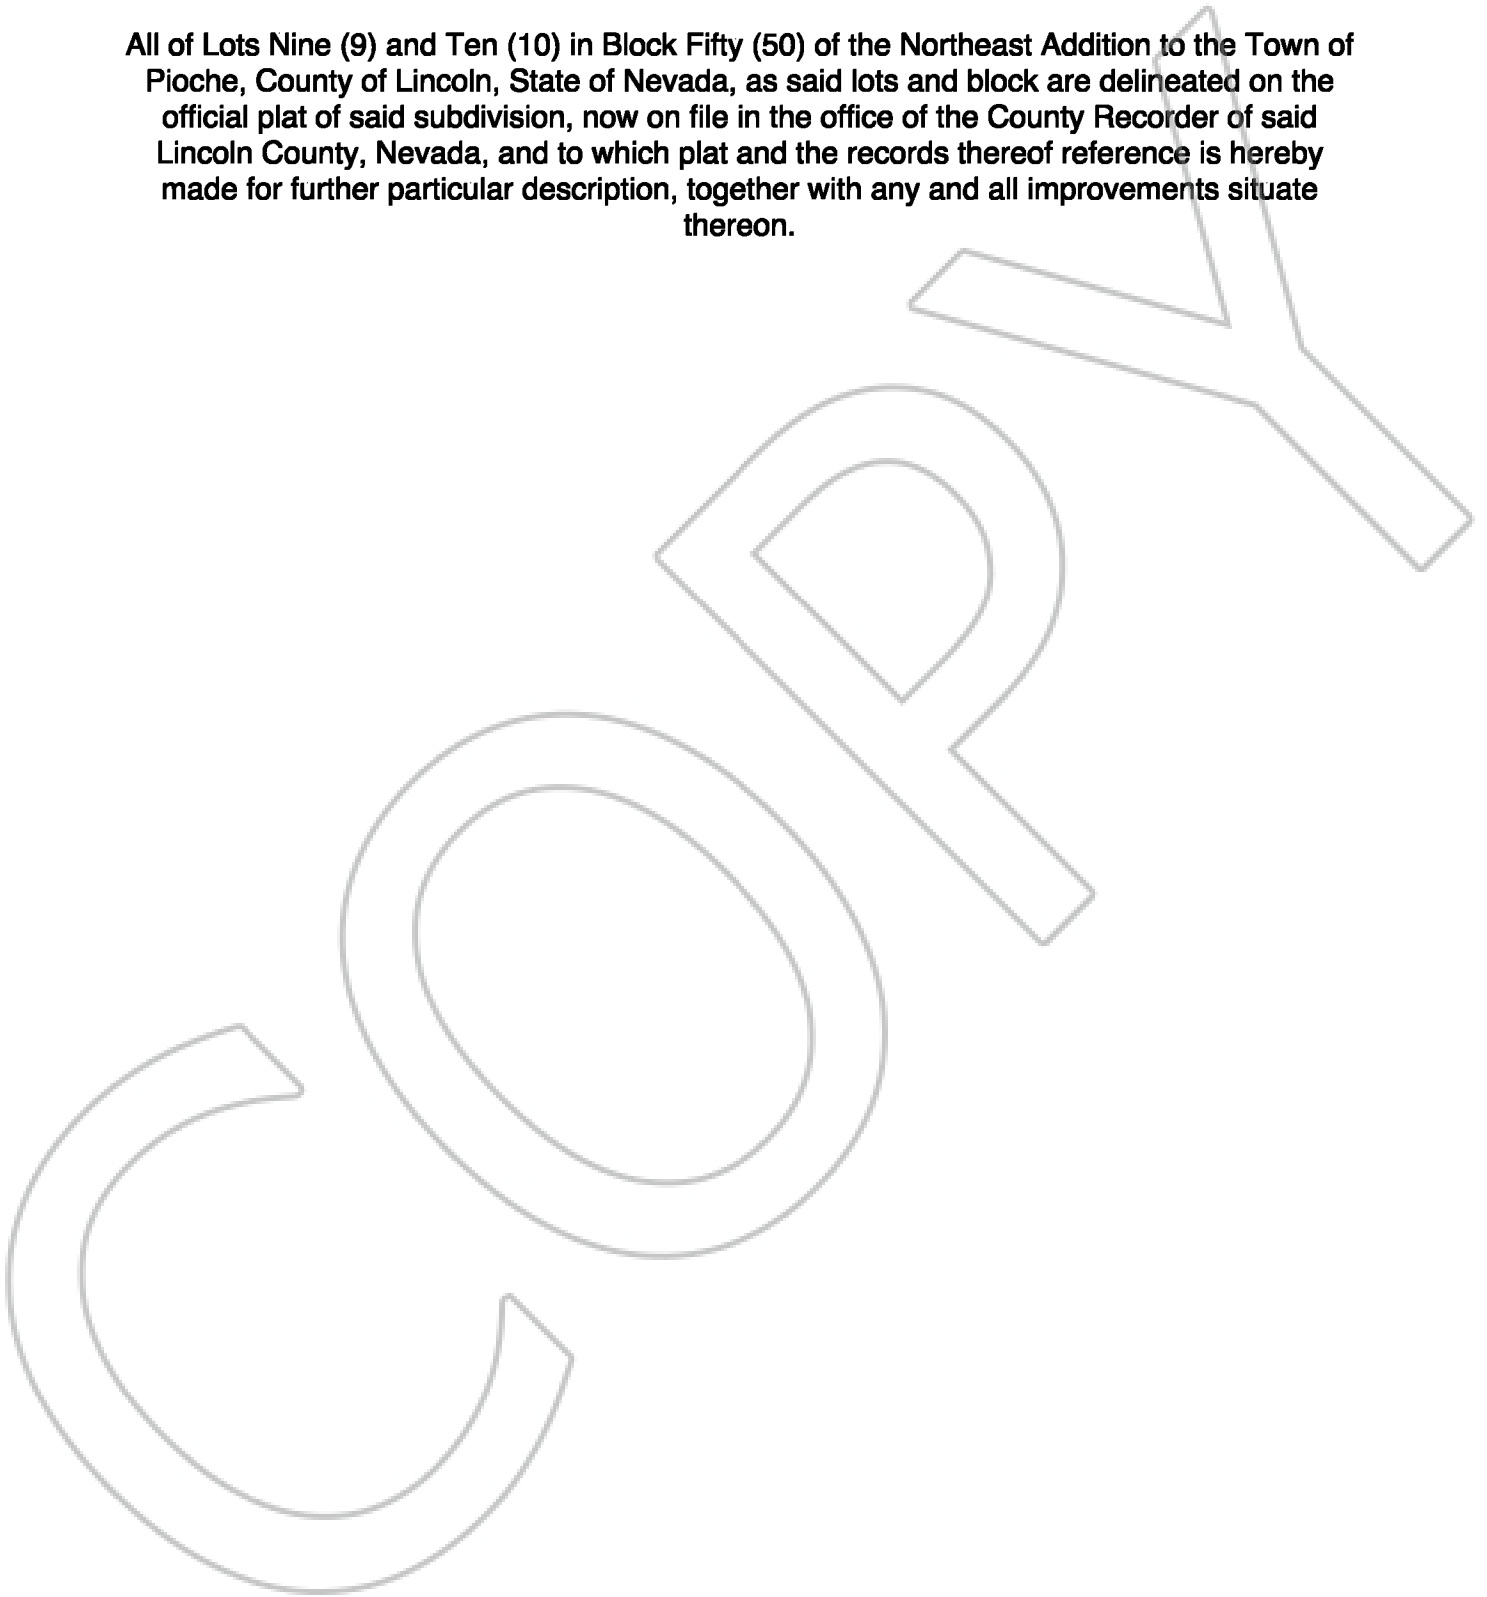 All of Lots Nine (9) and Ten (10) in Block Fifty (50) of the Northeast Addition to the Town of
Pioche, County of Lincoln, State of Nevada, as said lots and block are delineated on the
official plat of said subdivision, now on file in the office of the County Recorder of said
Lincoln County, Nevada, and to which plat and the records thereof reference is hereby
made for further particular description, together with any and all improvements situate
thereon.
COPY